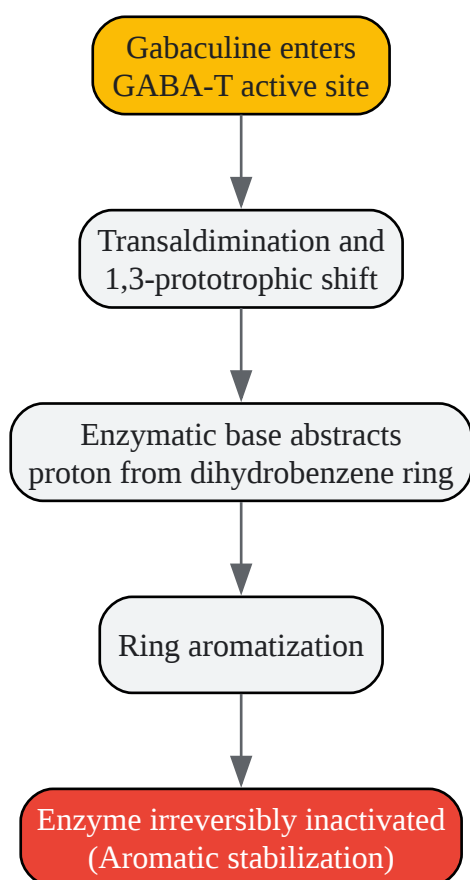 Gabaculine enters
GABA-T active site
Transaldimination and
1,3-prototrophic shift
Enzymatic base abstracts
proton from dihydrobenzene ring
Ring aromatization
Enzyme irreversibly inactivated
(Aromatic stabilization)